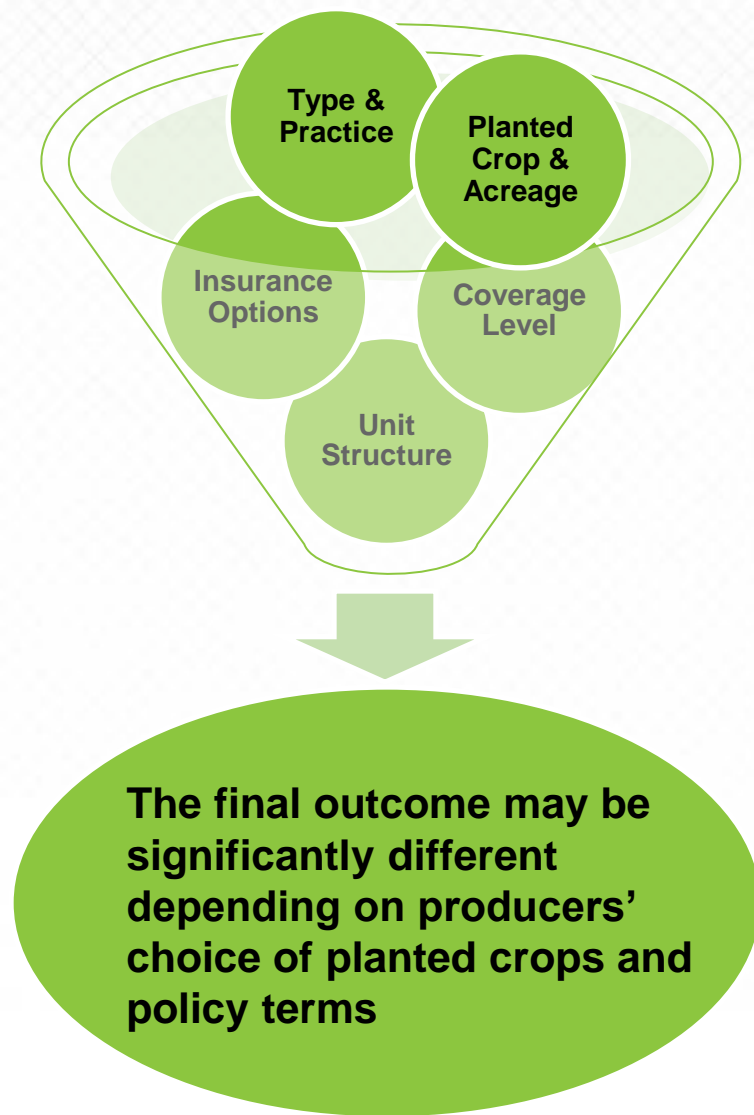 Type &
Practice
Planted
Crop &
Acreage
Insurance
Options
Coverage
Level
Unit
Structure
The final outcome may be
significantly different
depending on producers’
choice of planted crops and
policy terms